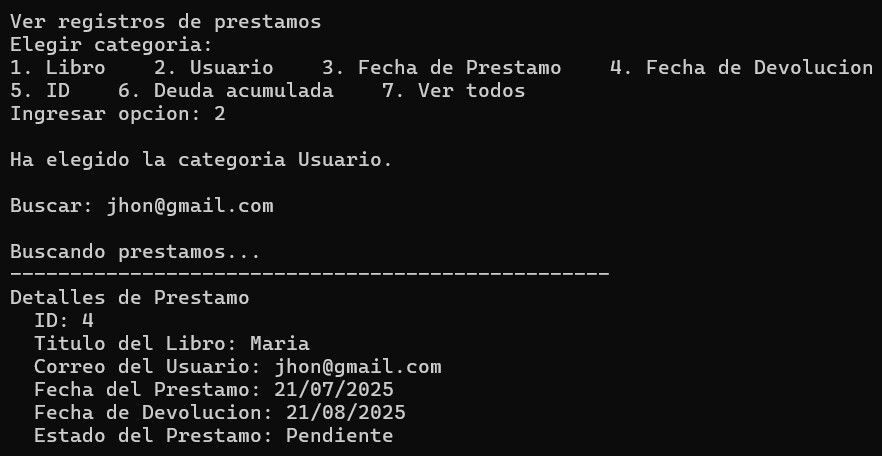 Ver registros de prestamos
Elegir categoria:
1. Libro    2. Usuario    3. Fecha de Prestamo    4. Fecha de Devolucion
5. ID    6. Deuda acumulada    7. Ver todos
Ingresar opcion: 2

Ha elegido la categoria Usuario.

Buscar: jhon@gmail.com

Buscando prestamos...
--------------------------------------------------
Detalles de Prestamo
  ID: 4
  Titulo del Libro: Maria
  Correo del Usuario: jhon@gmail.com
  Fecha del Prestamo: 21/07/2025
  Fecha de Devolucion: 21/08/2025
  Estado del Prestamo: Pendiente